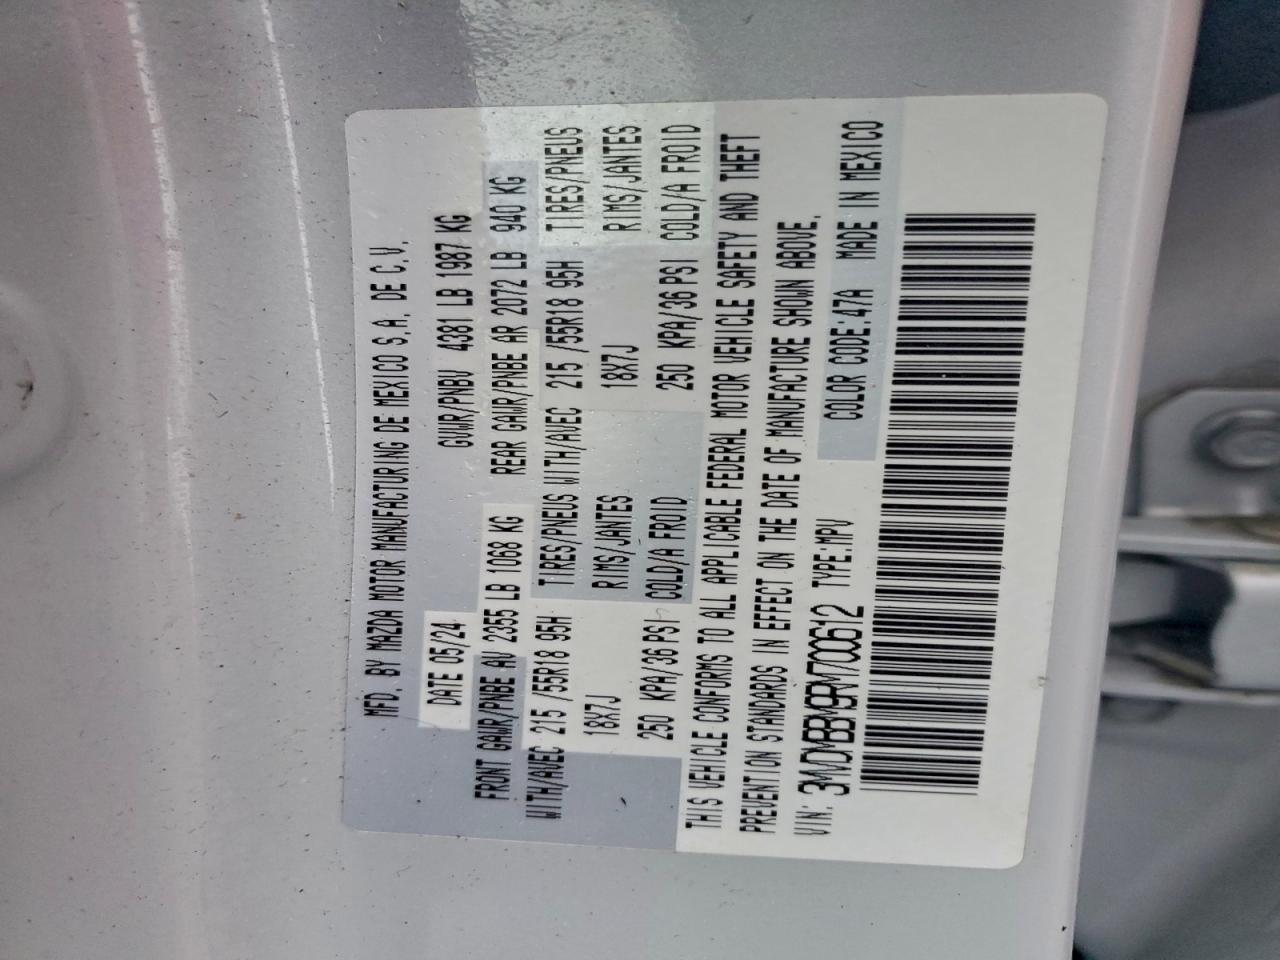 MFD. BY MAZDA MOTOR MANUFACTURING DE MEXICO S.A. DE C.V.
DATE 05/24 GVWR/PNBV 4381 LB 1987 KG
FRONT GAWR/PNBE AV 2355 LB 1068 KG REAR GAWR/PNBE AR 2072 LB 940 KG
WITH/AVEC 215 /55R18 95H TIRES/PNEUS WITH/AVEC 215 /55R18 95H TIRES/PNEUS
18X7J RIMS/JANTES 18X7J RIMS/JANTES
250 KPA/36 PSI COLD/A FROID 250 KPA/36 PSI COLD/A FROID
THIS VEHICLE CONFORMS TO ALL APPLICABLE FEDERAL MOTOR VEHICLE SAFETY AND THEFT
PREVENTION STANDARDS IN EFFECT ON THE DATE OF MANUFACTURE SHOWN ABOVE.
VIN: 3MVDMBBM9RM700612 TYPE:MPV COLOR CODE:47A MADE IN MEXICO